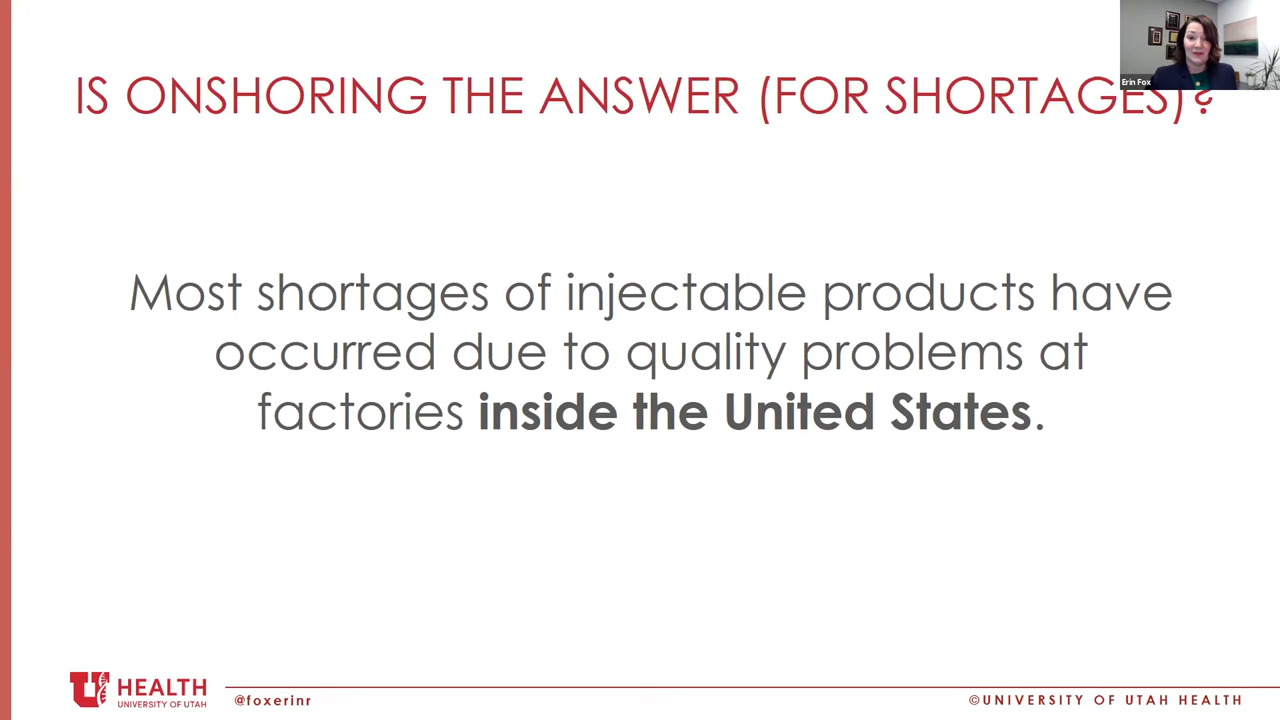 IS ONSHORING THE ANSWER (FOR SHORTAGES)?
Erin Fox
Most shortages of injectable products have
occurred due to quality problems at
factories inside the United States.
U HEALTH
UNIVERSITY OF UTAH
@foxerinr
©UNIVERSITY OF UTAH HEALTH